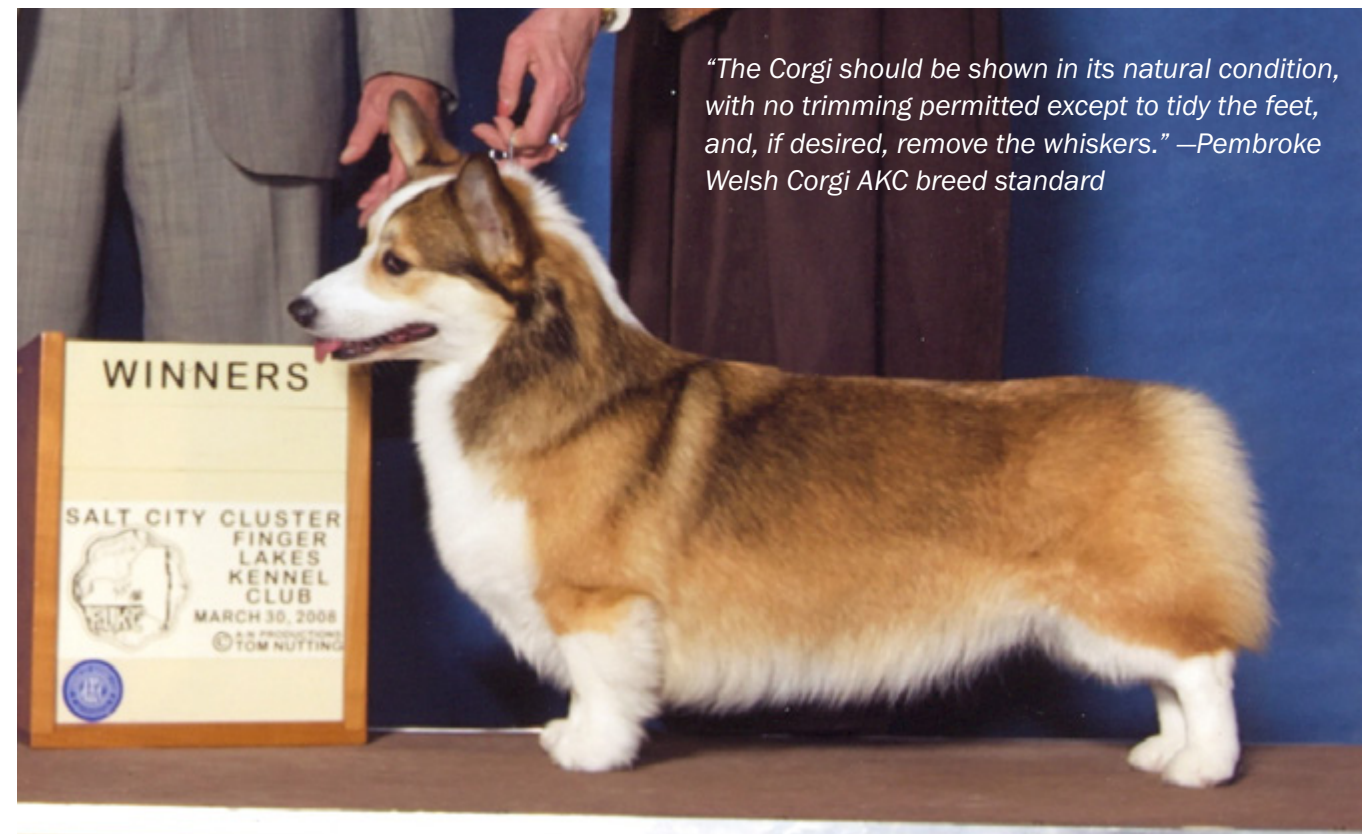 “The Corgi should be shown in its natural condition,
with no trimming permitted except to tidy the feet,
and, if desired, remove the whiskers.” —Pembroke
Welsh Corgi AKC breed standard
WINNERS
SALT CITY CLUSTER
FINGER
LAKES
KENNEL
CLUB
MARCH 30, 2008
© A.N PRODUCTIONS
TOM NUTTING